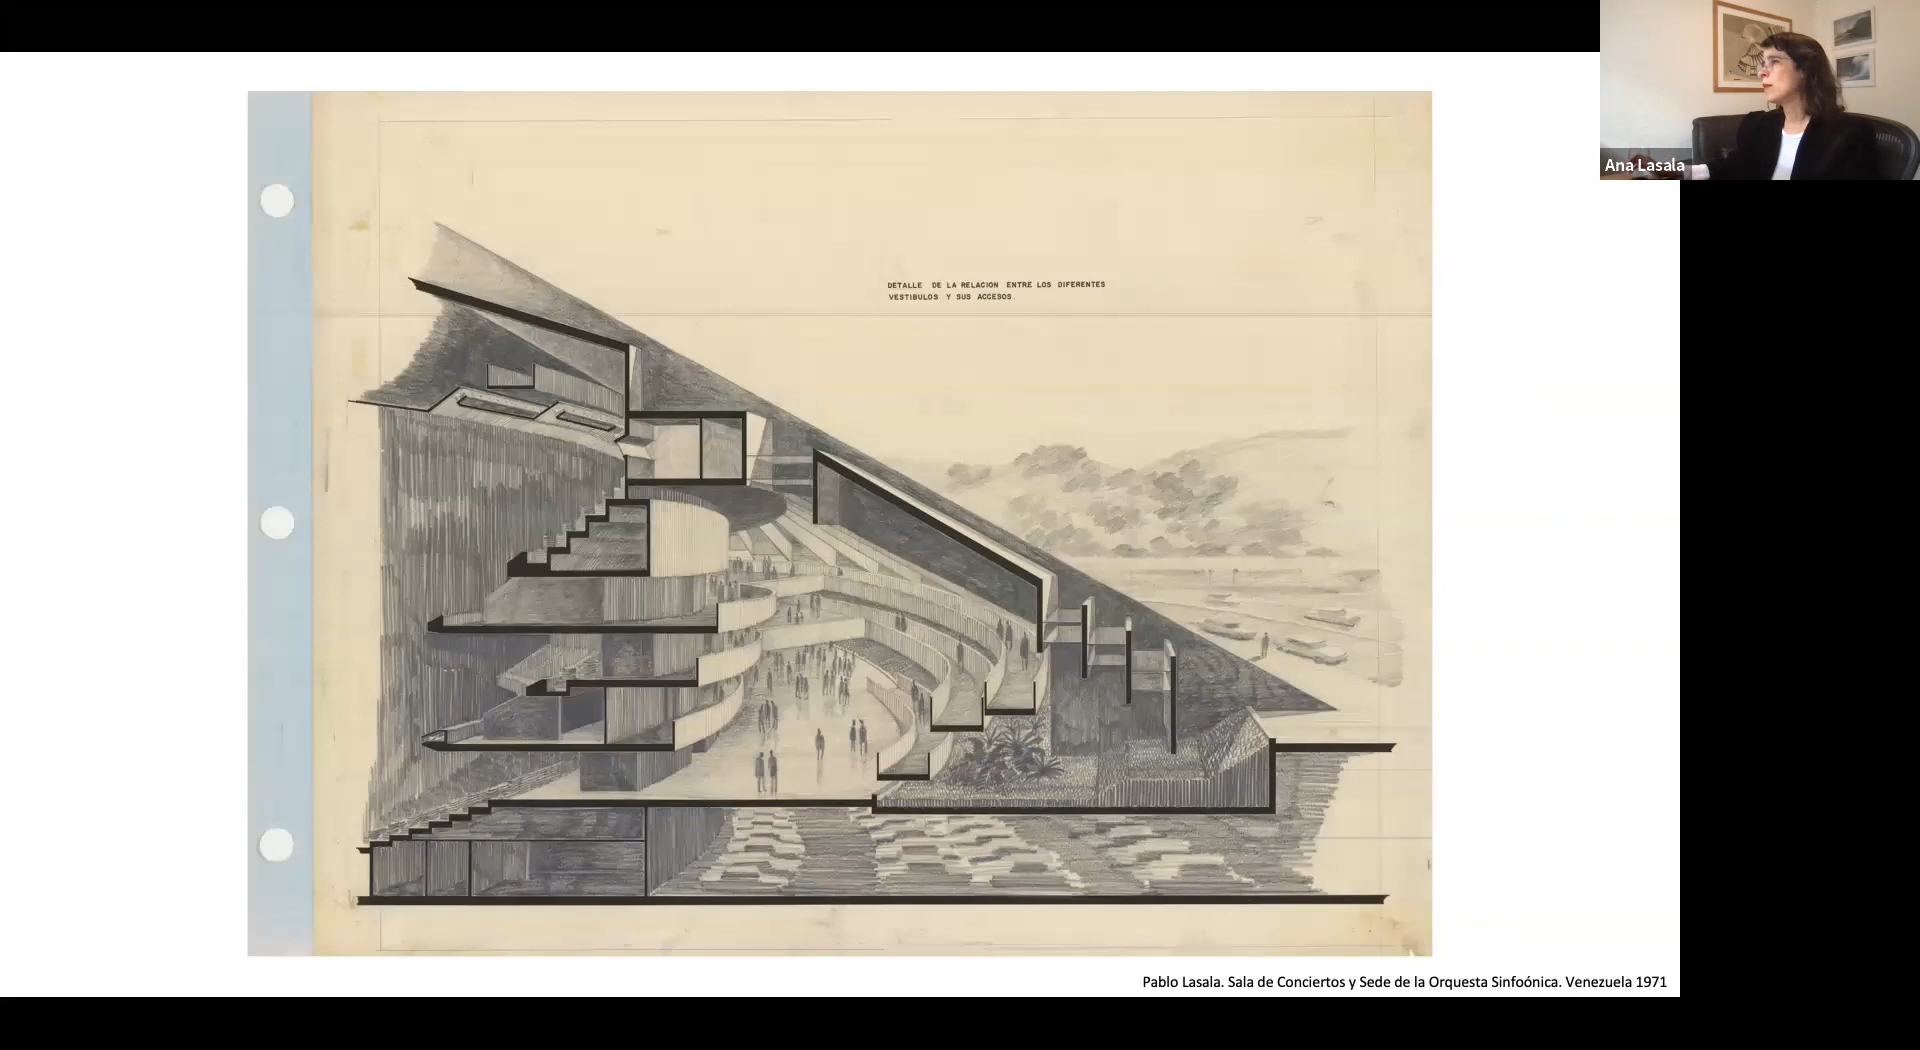 Ana Lasala
DETALLE DE LA RELACION ENTRE LOS DIFERENTES
VESTIBULOS Y SUS ACCESOS.
Pablo Lasala. Sala de Conciertos y Sede de la Orquesta Sinfoónica. Venezuela 1971